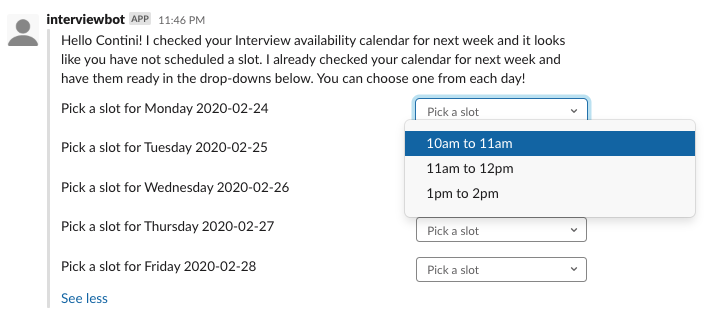 interviewbot APP 11:46 PM
Hello Contini! I checked your Interview availability calendar for next week and it looks
like you have not scheduled a slot. I already checked your calendar for next week and
have them ready in the drop-downs below. You can choose one from each day!
Pick a slot for Monday 2020-02-24 Pick a slot
10am to 11am
11am to 12pm
1pm to 2pm
Pick a slot for Tuesday 2020-02-25
Pick a slot for Wednesday 2020-02-26
Pick a slot for Thursday 2020-02-27 Pick a slot
Pick a slot for Friday 2020-02-28 Pick a slot
See less